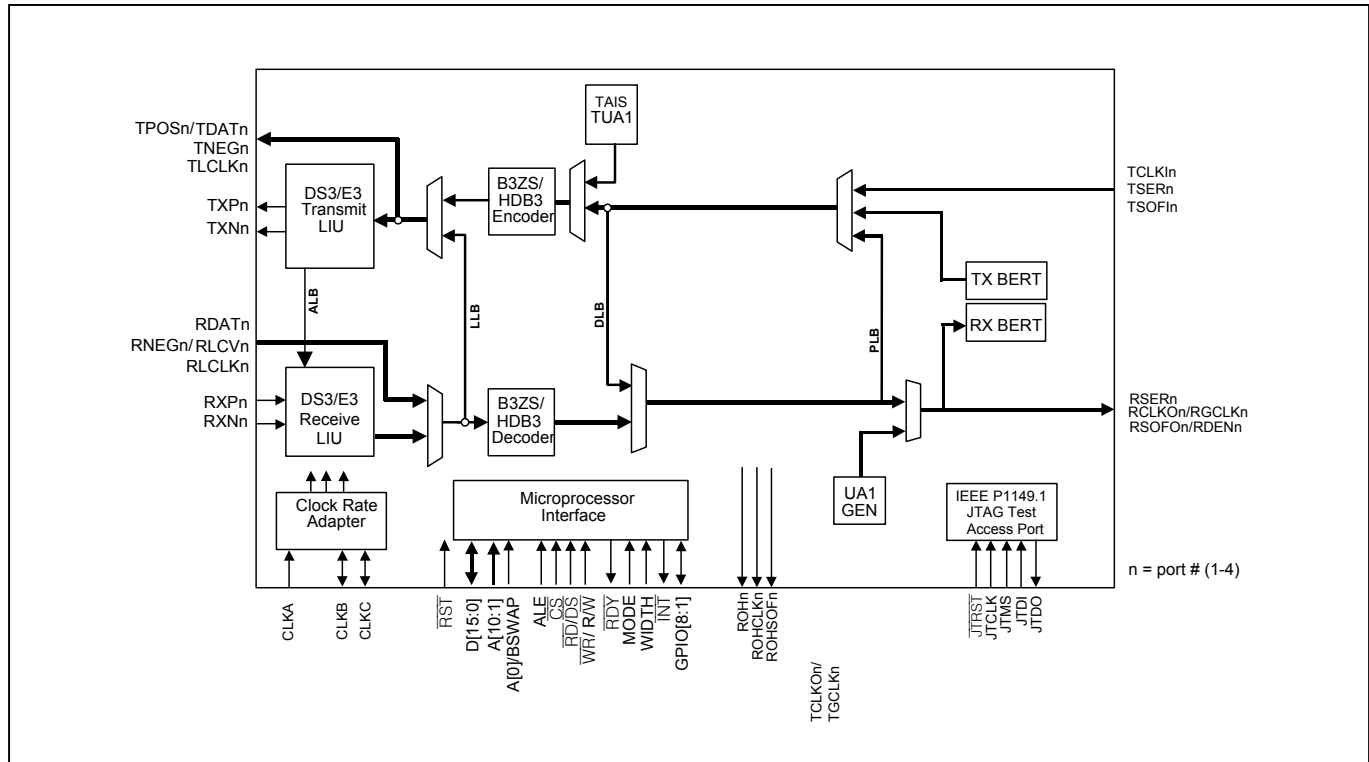 TAIS
TUA1
TPOSn/TDATn
TNEGn
TLCLKn
DS3/E3
Transmit
LIU
B3ZS/
HDB3
Encoder
TCLKIn
TSERn
TSOFIn
TXPn
TXNn
TX BERT
RX BERT
ALB
LLB
DLB
PLB
RDATn
RNEGn/RLCVn
RLCLKn
RXPn
RXNn
DS3/E3
Receive
LIU
B3ZS/
HDB3
Decoder
RSERn
RCLKOn/RGCLKn
RSOFOn/RDENn
Clock Rate
Adapter
Microprocessor
Interface
UA1
GEN
IEEE P1149.1
JTAG Test
Access Port
n = port # (1-4)
CLKA
CLKB
CLKC
RST
D[15:0]
A[10:1]
A[0]/BSWAP
ALE
CS
RD/DS
WR/ R/W
RDY
MODE
WIDTH
INT
GPIO[8:1]
ROHn
ROHCLKn
ROHSOFn
TCLKOn/
TGCLKn
JTRST
JTCLK
JTMS
JTDI
JTDO